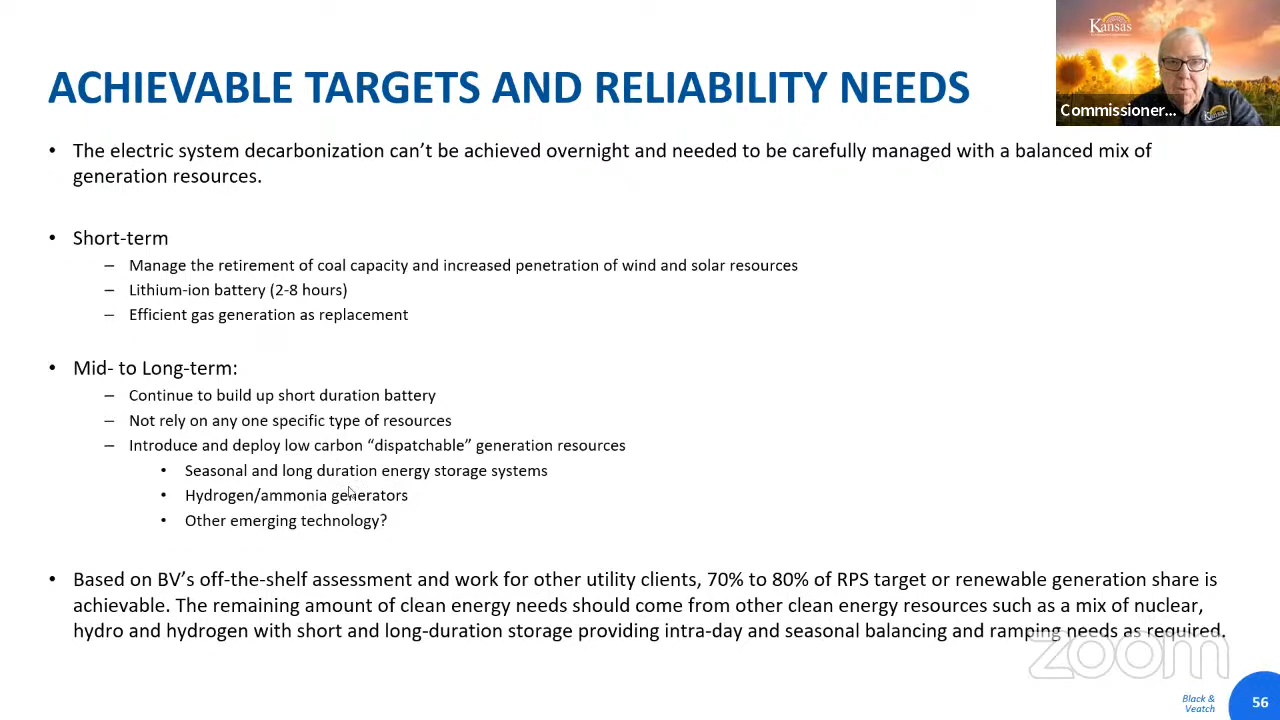 Kansas
Commissioner...
ACHIEVABLE TARGETS AND RELIABILITY NEEDS
• The electric system decarbonization can’t be achieved overnight and needed to be carefully managed with a balanced mix of
generation resources.
• Short-term
– Manage the retirement of coal capacity and increased penetration of wind and solar resources
– Lithium-ion battery (2-8 hours)
– Efficient gas generation as replacement
• Mid- to Long-term:
– Continue to build up short duration battery
– Not rely on any one specific type of resources
– Introduce and deploy low carbon “dispatchable” generation resources
• Seasonal and long duration energy storage systems
• Hydrogen/ammonia generators
• Other emerging technology?
• Based on BV’s off-the-shelf assessment and work for other utility clients, 70% to 80% of RPS target or renewable generation share is
achievable. The remaining amount of clean energy needs should come from other clean energy resources such as a mix of nuclear,
hydro and hydrogen with short and long-duration storage providing intra-day and seasonal balancing and ramping needs as required.
zoom
Black &
Veatch
56
Kansas